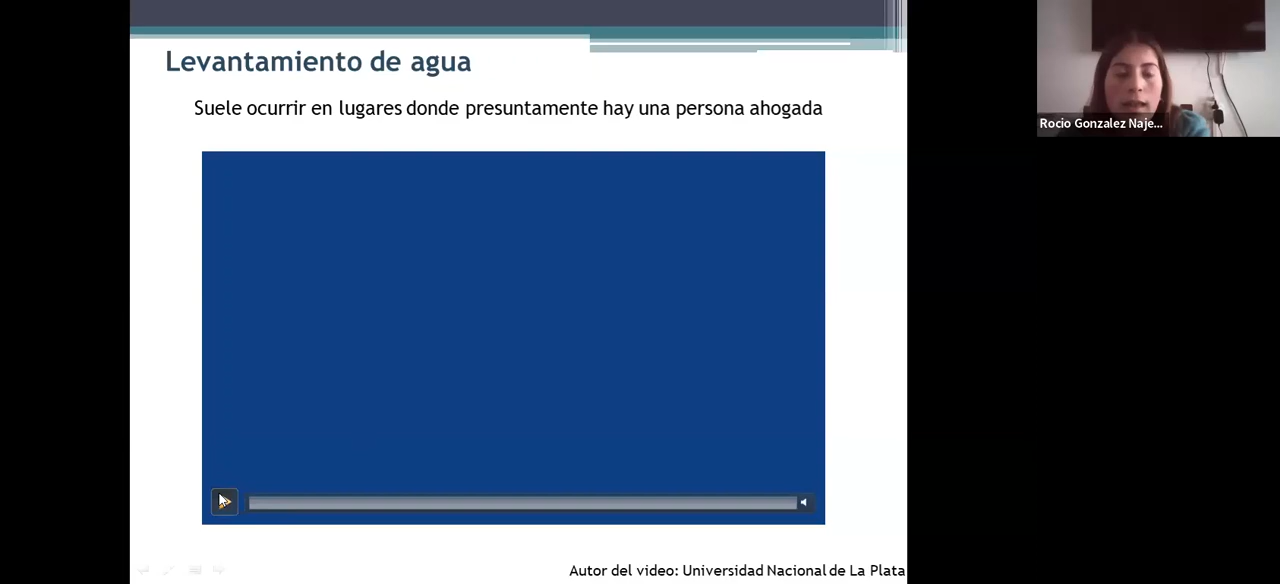 Levantamiento de agua
Suele ocurrir en lugares donde presuntamente hay una persona ahogada
Rocio Gonzalez Naje...
Autor del video: Universidad Nacional de La Plata